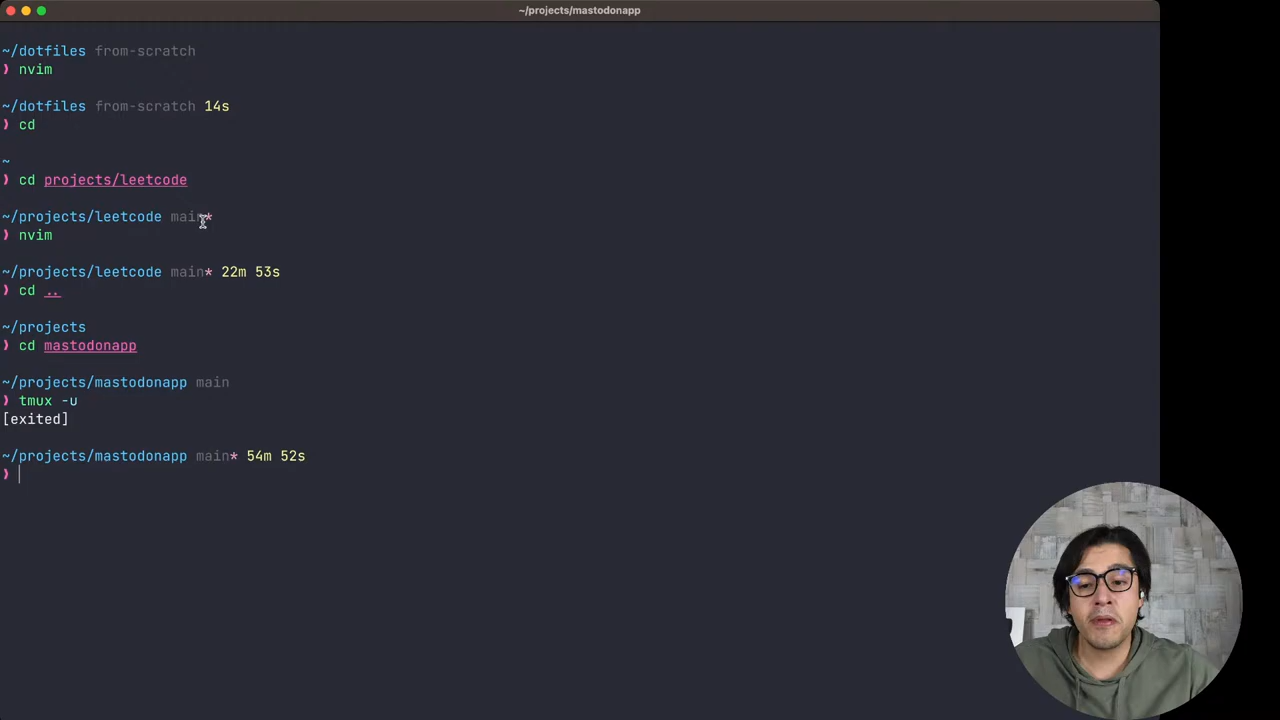 ~/projects/mastodonapp
~/dotfiles from-scratch
❯ nvim
~/dotfiles from-scratch 14s
❯ cd
~
❯ cd projects/leetcode
~/projects/leetcode main*
❯ nvim
~/projects/leetcode main* 22m 53s
❯ cd ..
~/projects
❯ cd mastodonapp
~/projects/mastodonapp main
❯ tmux -u
[exited]
~/projects/mastodonapp main* 54m 52s
❯